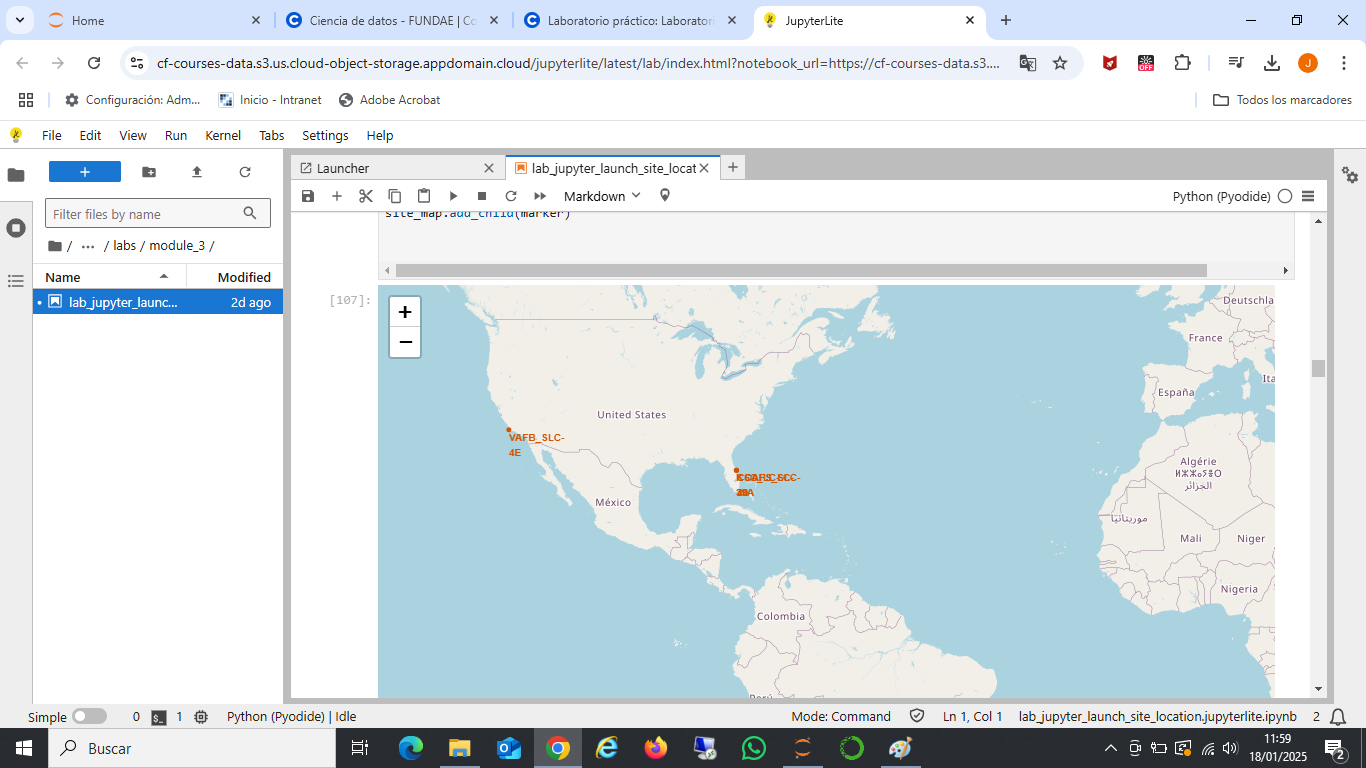 Home
Ciencia de datos - FUNDAE | Co
Laboratorio práctico: Laboratori
JupyterLite
cf-courses-data.s3.us.cloud-object-storage.appdomain.cloud/jupyterlite/latest/lab/index.html?notebook_url=https://cf-courses-data.s3....
OFF
J
Configuración: Adm...
Inicio - Intranet
Adobe Acrobat
Todos los marcadores
File Edit View Run Kernel Tabs Settings Help
Launcher
lab_jupyter_launch_site_locat
Markdown
Python (Pyodide)
Filter files by name
/ ... / labs / module_3 /
Name Modified
lab_jupyter_launc... 2d ago
site_map.add_child(marker)
[107]:
+
−
Deutschla
France
Ita
España
United States
VAFB_SLC-
4E
México
Algérie
ⵍⵣⵣⴰⵢⴻⵔ
الجزائر
موريتانيا
Mali
Niger
Nigeria
Colombia
Perú
Simple
0
1
Python (Pyodide) | Idle
Mode: Command
Ln 1, Col 1
lab_jupyter_launch_site_location.jupyterlite.ipynb
2
Buscar
11:59
18/01/2025
2